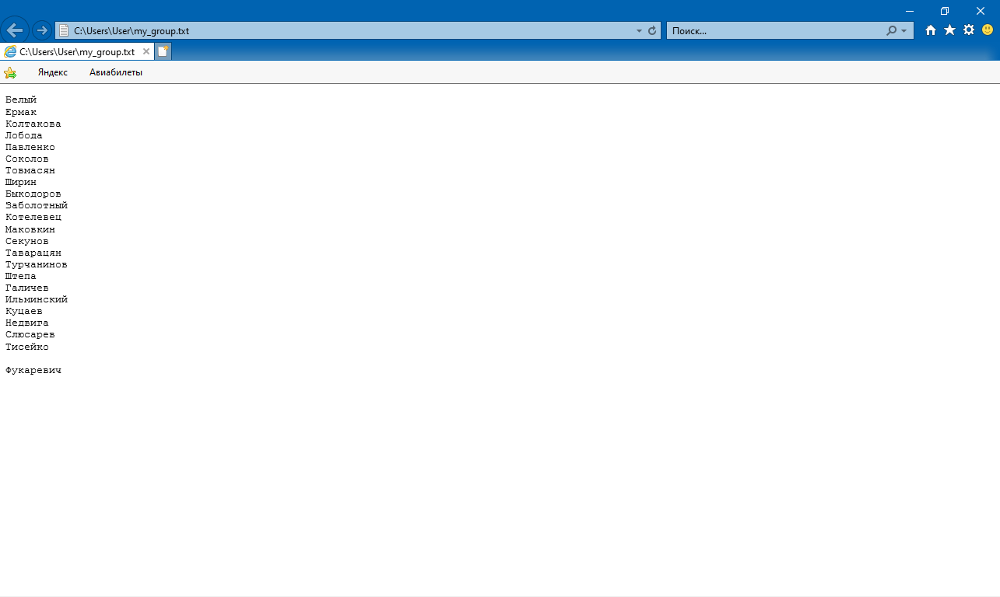 C:\Users\User\my_group.txt
Поиск...
C:\Users\User\my_group.txt
Яндекс
Авиабилеты
Белый
Ермак
Колтакова
Лобода
Павленко
Соколов
Товмасян
Ширин
Быкодоров
Заболотный
Котелевец
Маковкин
Секунов
Таварацян
Турчанинов
Штепа
Галичев
Ильминский
Куцаев
Недвига
Слюсарев
Тисейко
Фукаревич